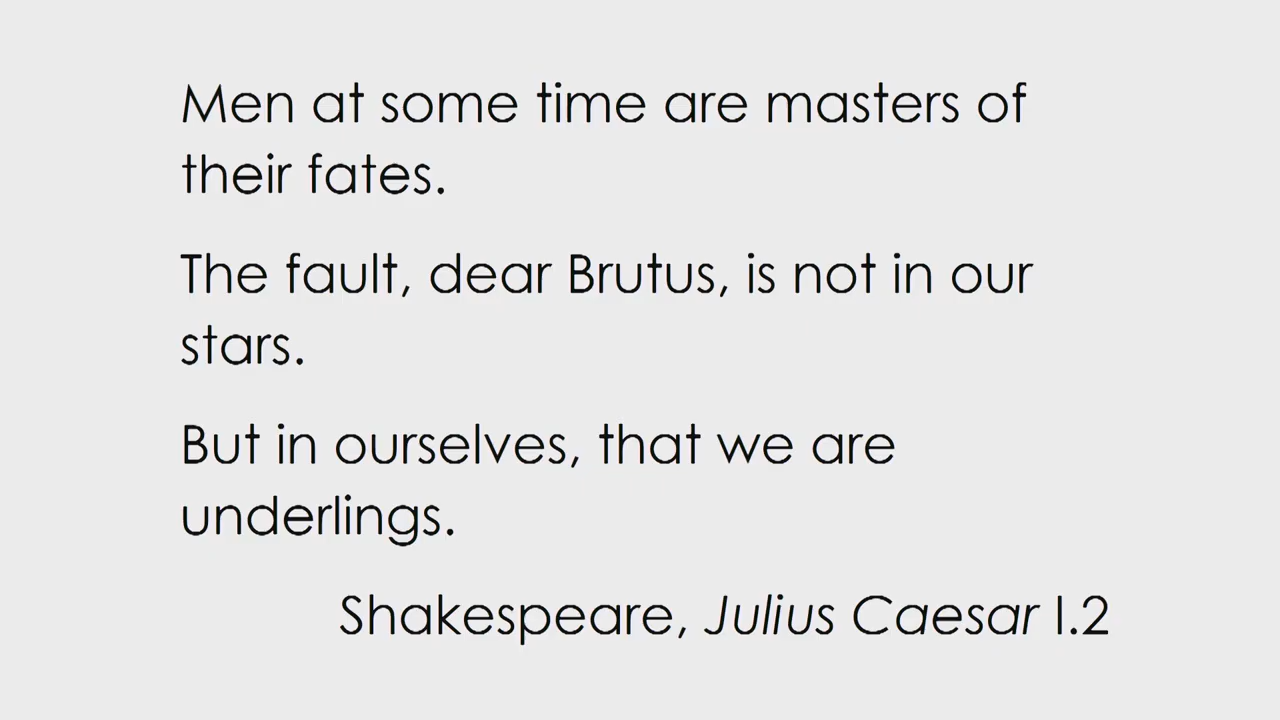 Men at some time are masters of
their fates.
The fault, dear Brutus, is not in our
stars.
But in ourselves, that we are
underlings.
Shakespeare, Julius Caesar I.2